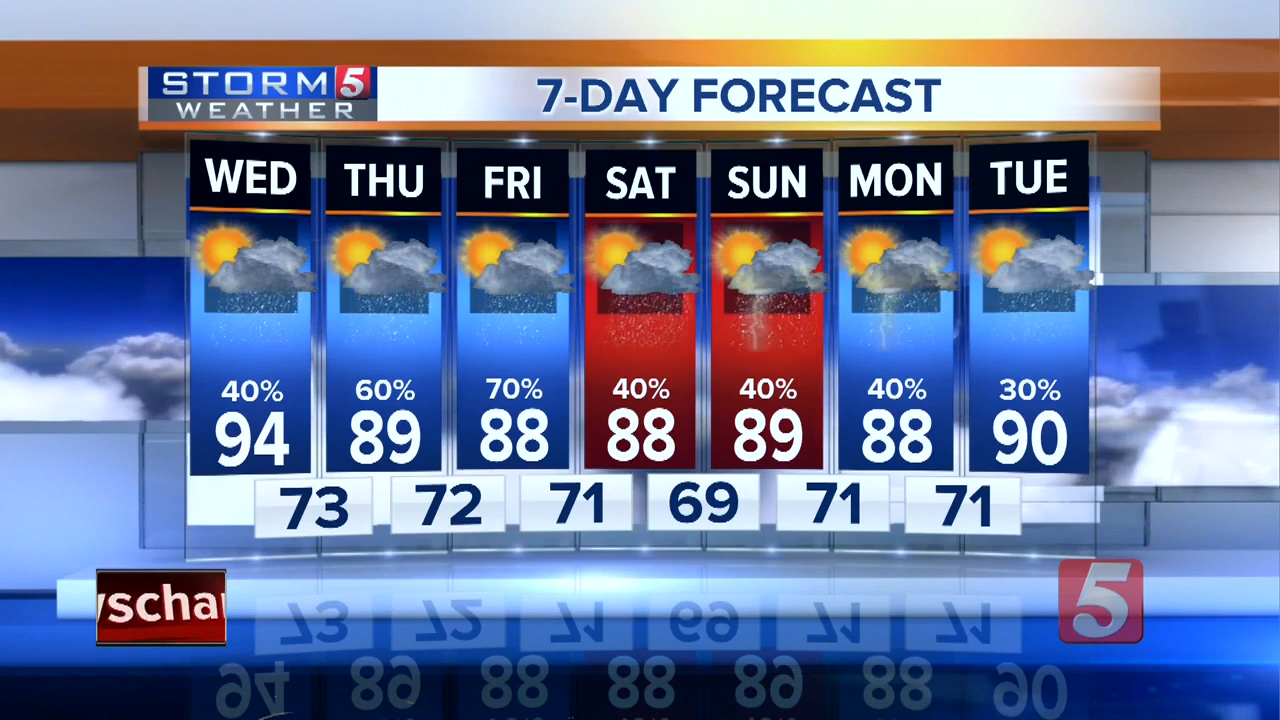 STORM 5
WEATHER
7-DAY FORECAST
WED THU FRI SAT SUN MON TUE
40% 60% 70% 40% 40% 40% 30%
94 89 88 88 89 88 90
73 72 71 69 71 71
scha
5